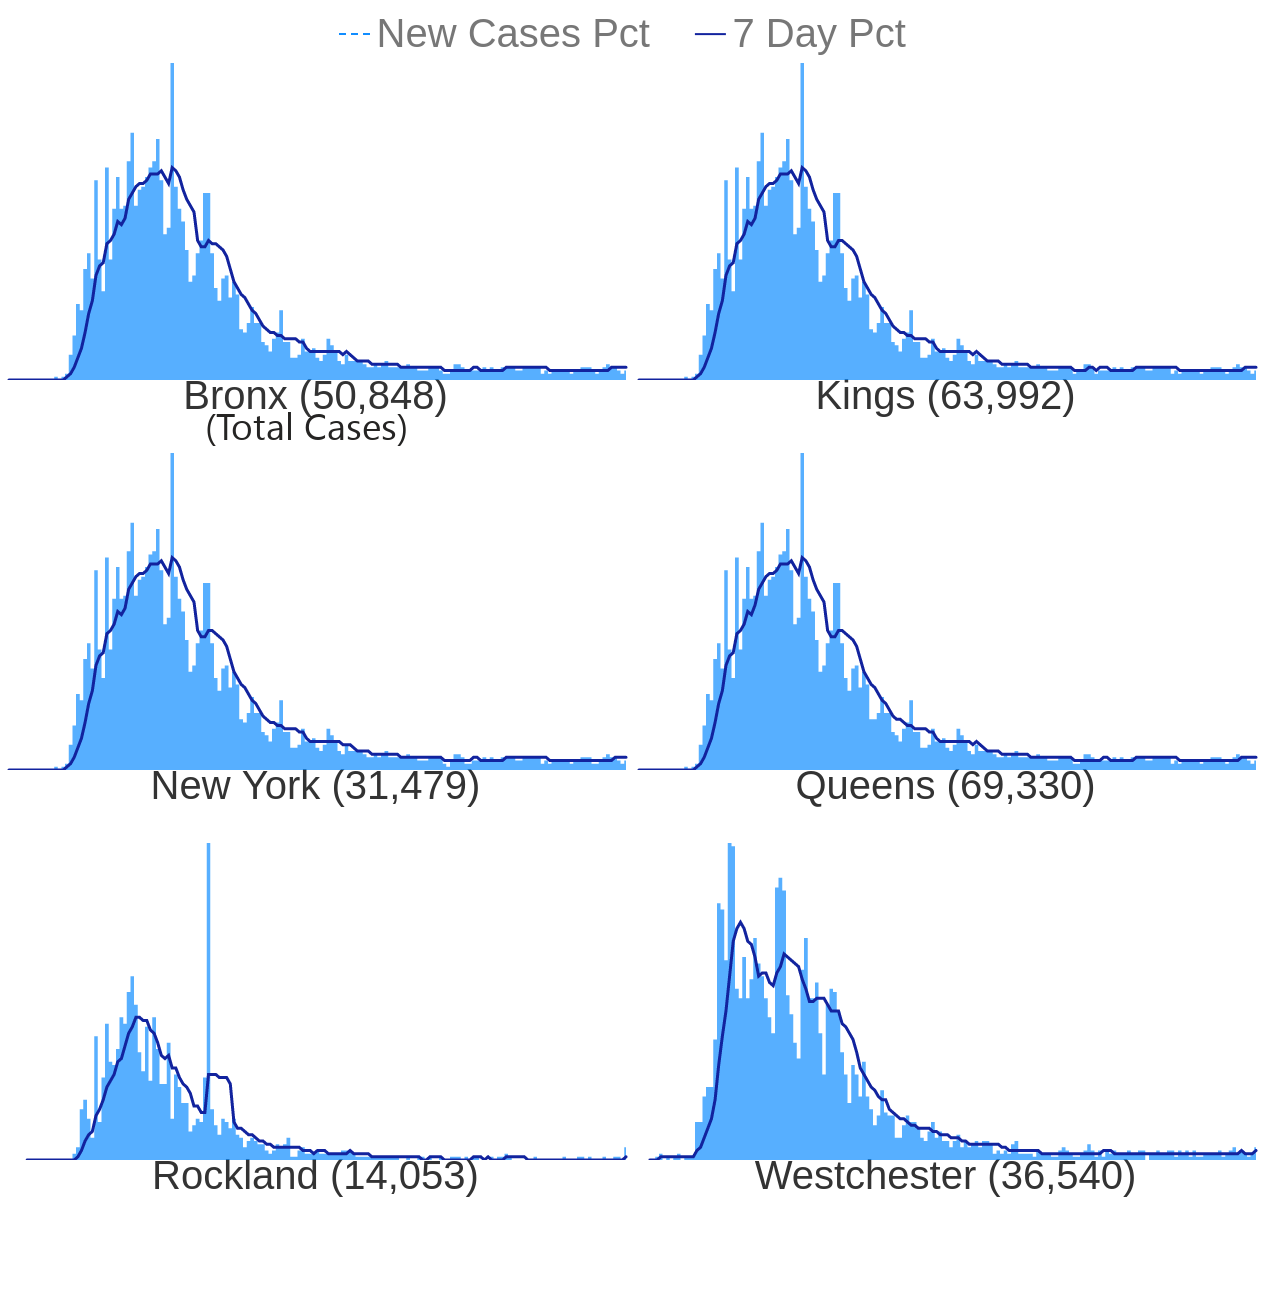 New Cases Pct 7 Day Pct
Bronx (50,848) Kings (63,992)
(Total Cases)
New York (31,479) Queens (69,330)
Rockland (14,053) Westchester (36,540)